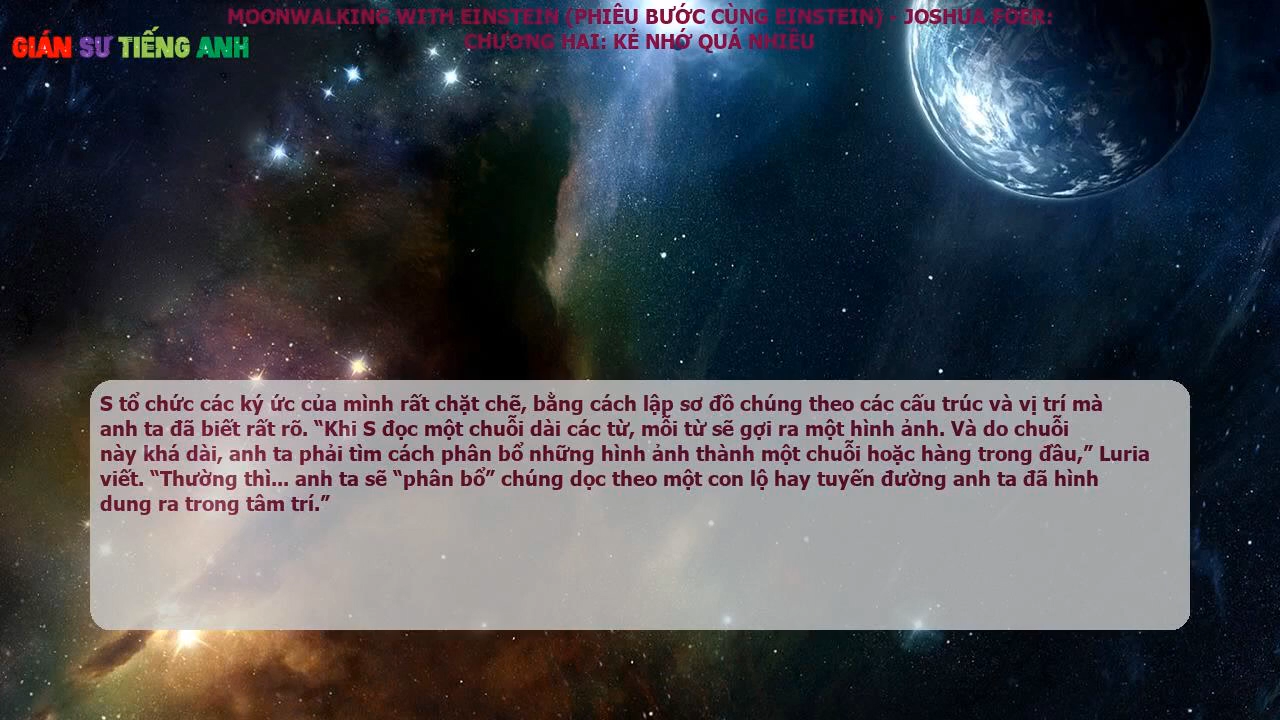 MOONWALKING WITH EINSTEIN (PHIÊU BƯỚC CÙNG EINSTEIN) - JOSHUA FOER:
CHƯƠNG HAI: KẺ NHỚ QUÁ NHIỀU
GIÁN SƯ TIẾNG ANH
S tổ chức các ký ức của mình rất chặt chẽ, bằng cách lập sơ đồ chúng theo các cấu trúc và vị trí mà
anh ta đã biết rất rõ. “Khi S đọc một chuỗi dài các từ, mỗi từ sẽ gợi ra một hình ảnh. Và do chuỗi
này khá dài, anh ta phải tìm cách phân bổ những hình ảnh thành một chuỗi hoặc hàng trong đầu,” Luria
viết. “Thường thì... anh ta sẽ “phân bổ” chúng dọc theo một con lộ hay tuyến đường anh ta đã hình
dung ra trong tâm trí.”